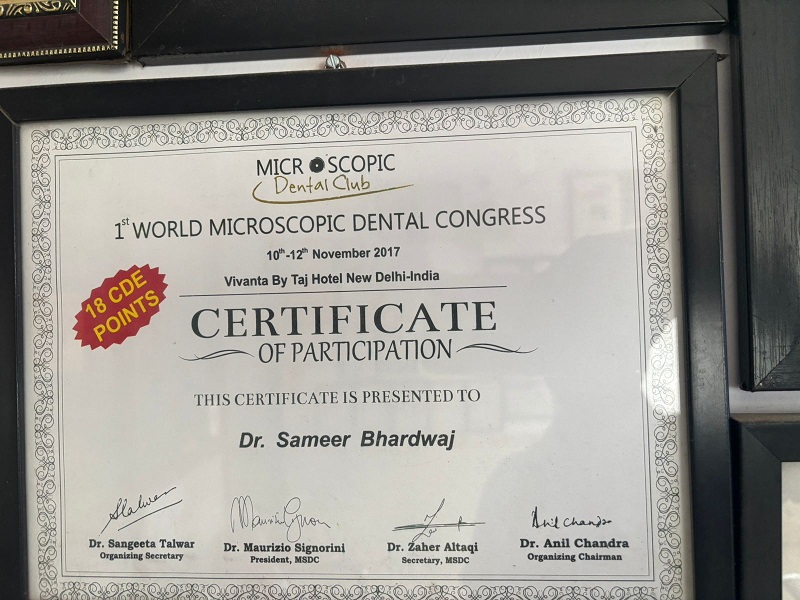 MICROSCOPIC
Dental Club
1st WORLD MICROSCOPIC DENTAL CONGRESS
10th-12th November 2017
Vivanta By Taj Hotel New Delhi-India
18 CDE
POINTS
CERTIFICATE
OF PARTICIPATION
THIS CERTIFICATE IS PRESENTED TO
Dr. Sameer Bhardwaj
Dr. Sangeeta Talwar
Organizing Secretary
Dr. Maurizio Signorini
President, MSDC
Dr. Zaher Altaqi
Secretary, MSDC
Anil Chandra
Dr. Anil Chandra
Organizing Chairman